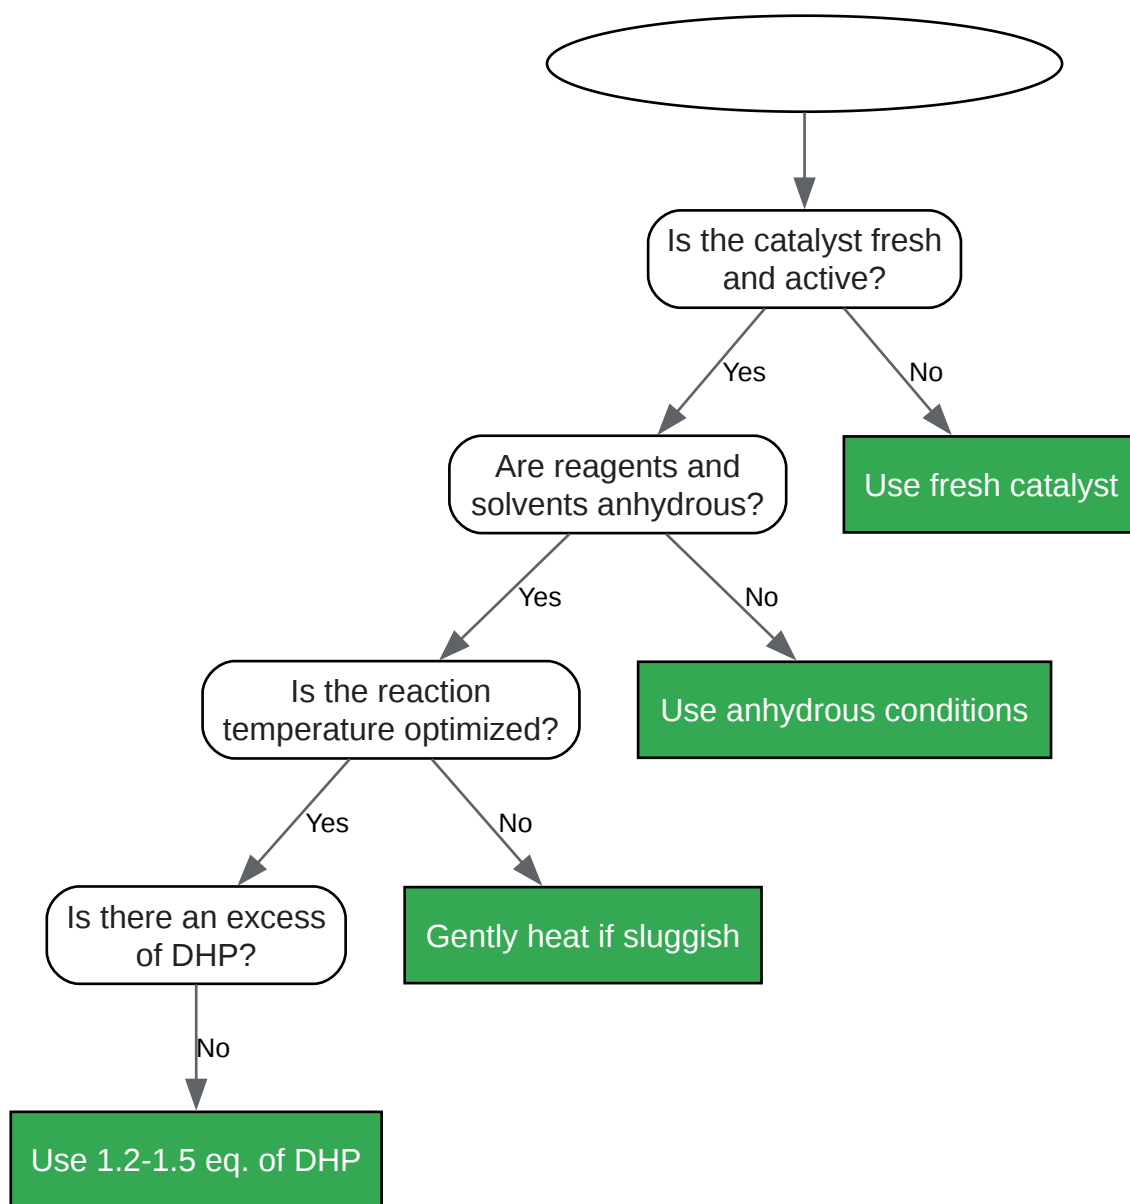 Is the catalyst fresh
and active?
Yes
No
Are reagents and
solvents anhydrous?
Use fresh catalyst
Yes
No
Is the reaction
temperature optimized?
Use anhydrous conditions
Yes
No
Is there an excess
of DHP?
Gently heat if sluggish
No
Use 1.2-1.5 eq. of DHP